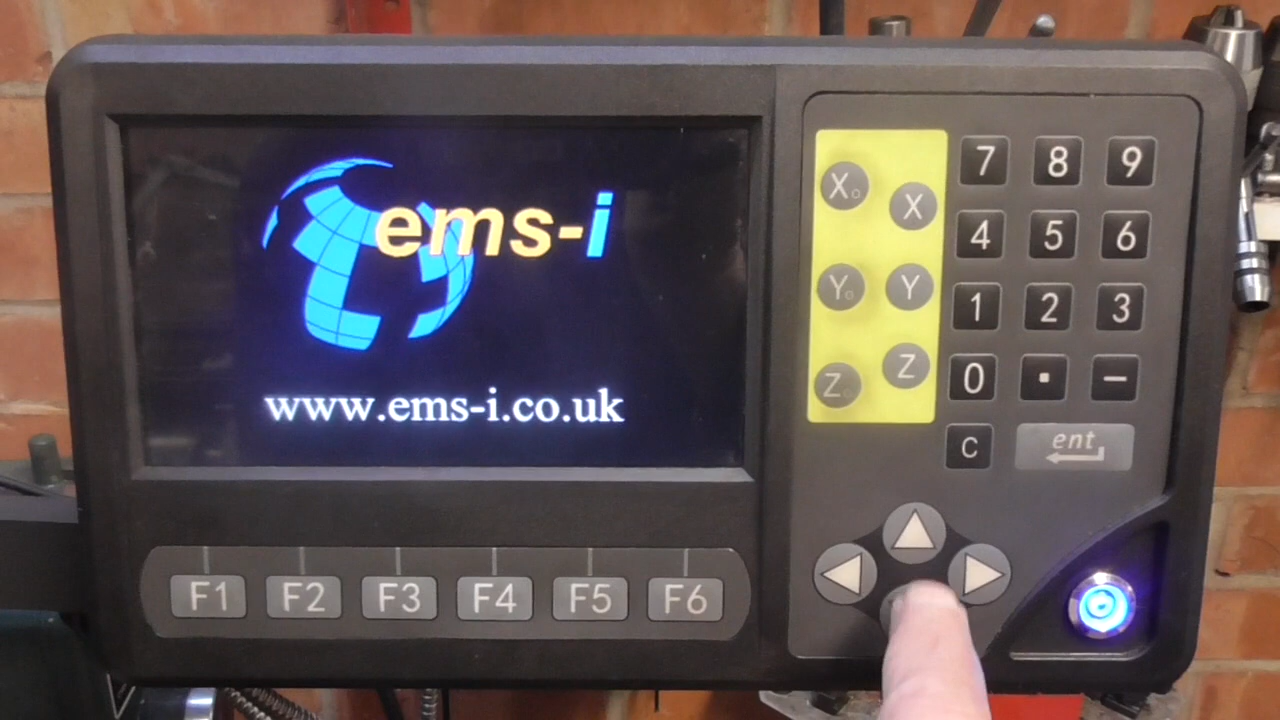 ems-i
www.ems-i.co.uk
F1 F2 F3 F4 F5 F6
X0 X
Y0 Y
Z0 Z
7 8 9
4 5 6
1 2 3
0 . -
C ent